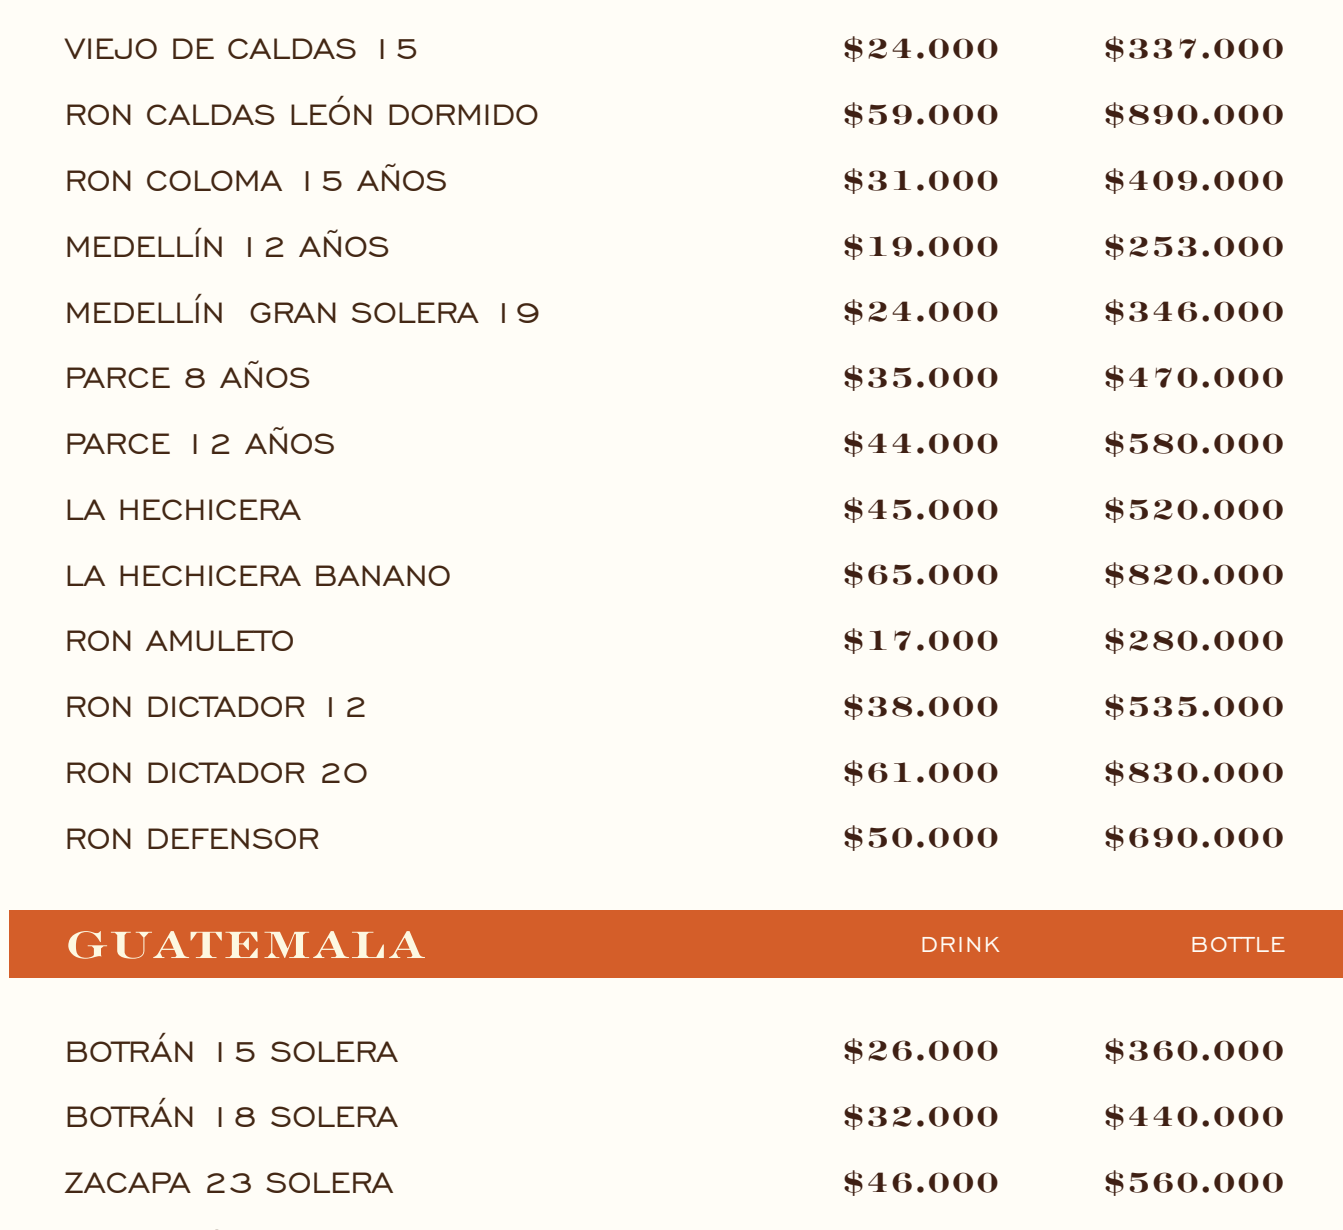 VIEJO DE CALDAS 15 $24.000 $337.000
RON CALDAS LEÓN DORMIDO $59.000 $890.000
RON COLOMA 15 AÑOS $31.000 $409.000
MEDELLÍN 12 AÑOS $19.000 $253.000
MEDELLÍN GRAN SOLERA 19 $24.000 $346.000
PARCE 8 AÑOS $35.000 $470.000
PARCE 12 AÑOS $44.000 $580.000
LA HECHICERA $45.000 $520.000
LA HECHICERA BANANO $65.000 $820.000
RON AMULETO $17.000 $280.000
RON DICTADOR 12 $38.000 $535.000
RON DICTADOR 20 $61.000 $830.000
RON DEFENSOR $50.000 $690.000
GUATEMALA DRINK BOTTLE
BOTRÁN 15 SOLERA $26.000 $360.000
BOTRÁN 18 SOLERA $32.000 $440.000
ZACAPA 23 SOLERA $46.000 $560.000